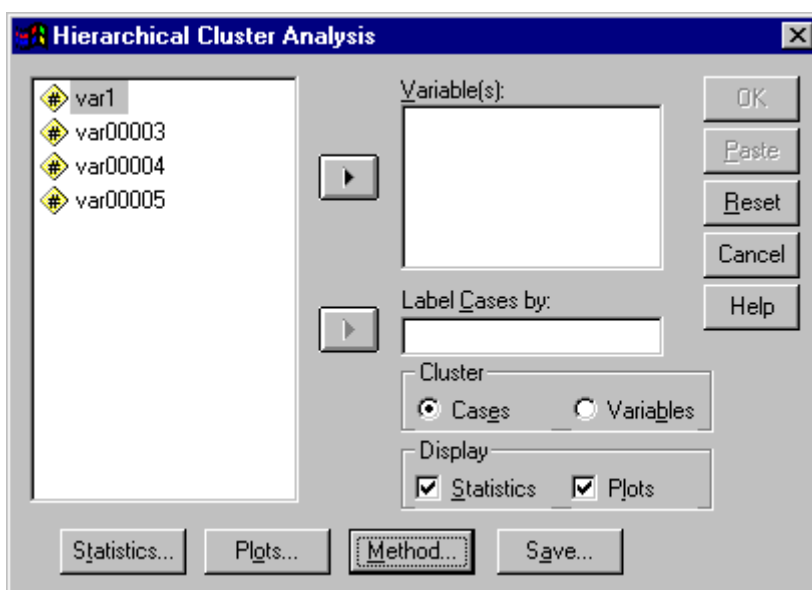 Hierarchical Cluster Analysis
var1
var00003
var00004
var00005
Variable(s):
Label Cases by:
Cluster
Cases
Variables
Display
Statistics
Plots
OK
Paste
Reset
Cancel
Help
Statistics...
Plots...
Method...
Save...